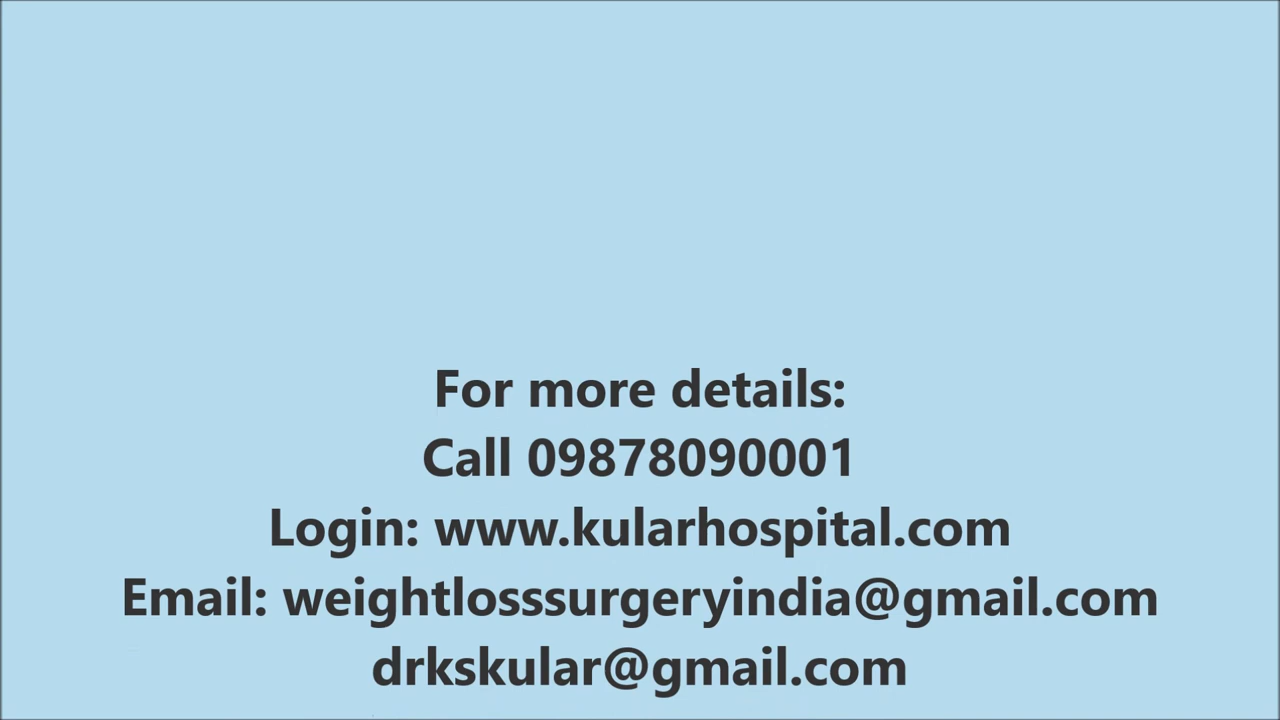 For more details:
Call 09878090001
Login: www.kularhospital.com
Email: weightlosssurgeryindia@gmail.com
drkskular@gmail.com